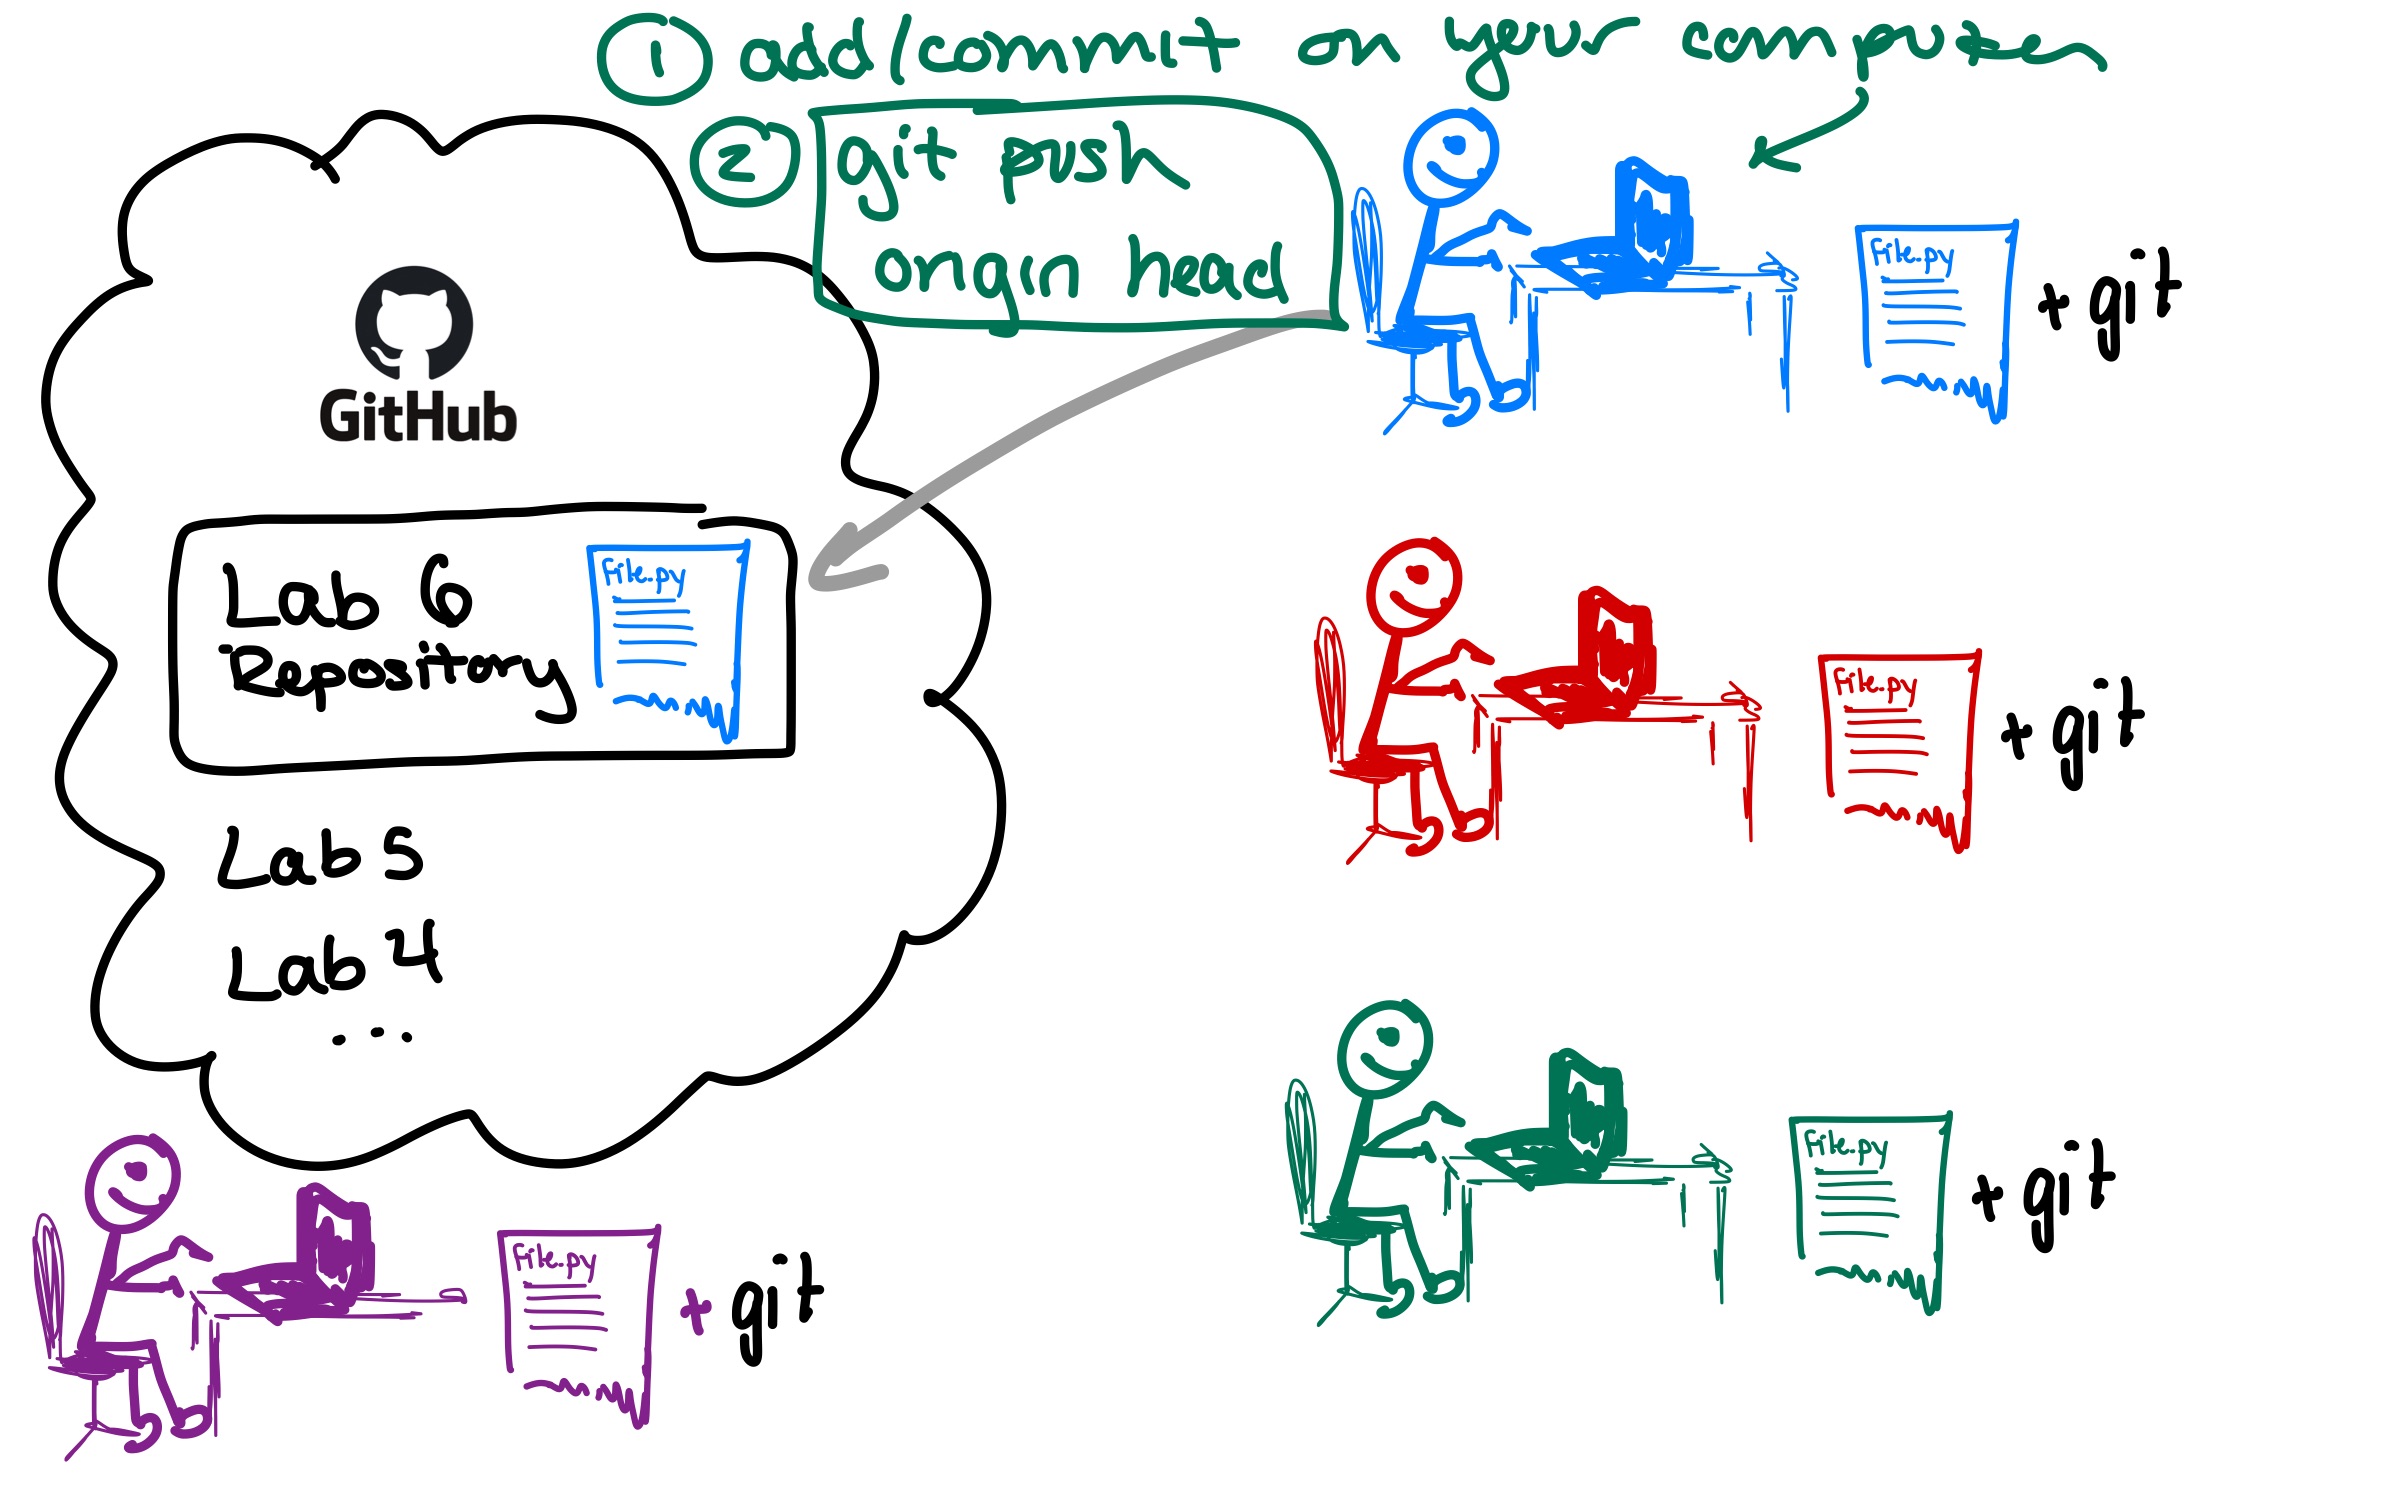 ① add/commit on your computer
② git push
origin head
File.py + git
GitHub
Lab 6
Repository
File.py
File.py + git
Lab 5
Lab 4
...
File.py + git
File.py + git